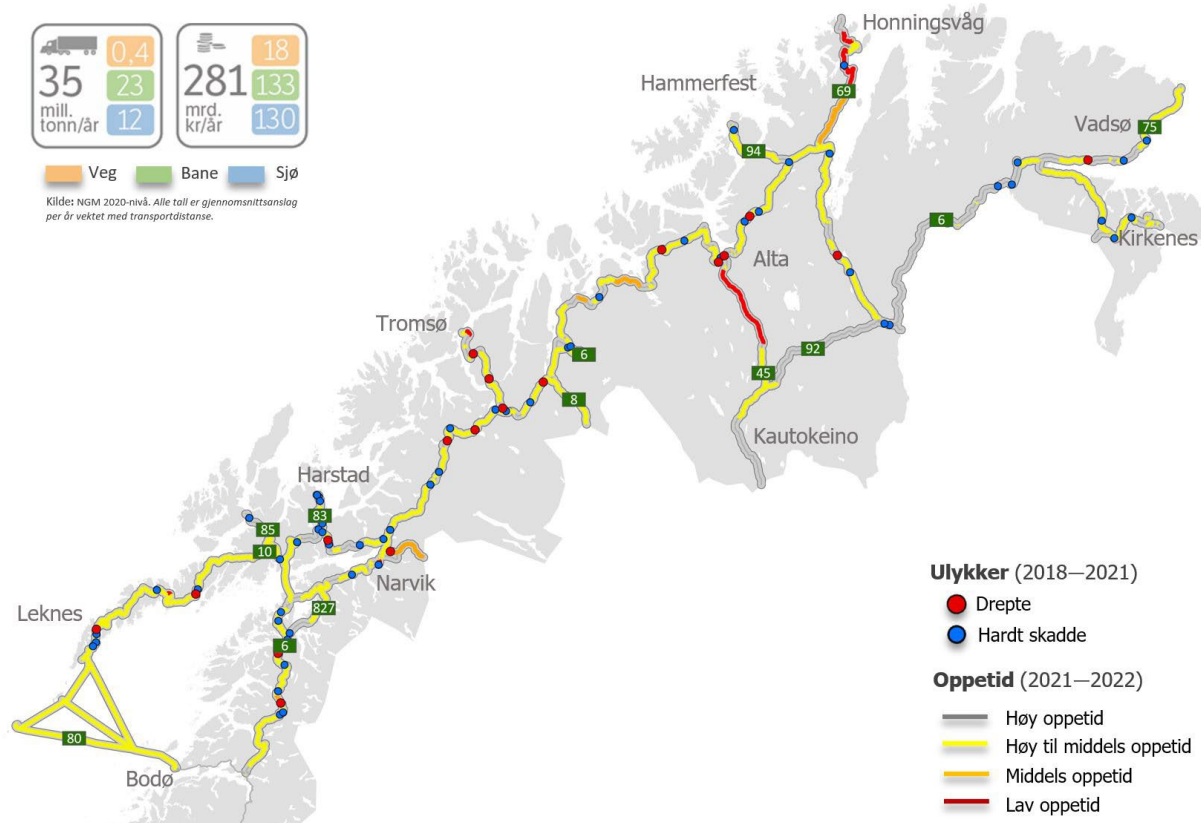 35
mill.
tonn/år
0,4
23
12
281
mrd.
kr/år
18
133
130
Veg
Bane
Sjø
Kilde: NGM 2020-nivå. Alle tall er gjennomsnittsanslag
per år vektet med transportdistanse.
Honningsvåg
Hammerfest
69
94
Vadsø
75
6
Kirkenes
Alta
Tromsø
6
92
45
8
Kautokeino
Harstad
83
85
10
Narvik
Leknes
827
6
80
Bodø
Ulykker (2018—2021)
Drepte
Hardt skadde
Oppetid (2021—2022)
Høy oppetid
Høy til middels oppetid
Middels oppetid
Lav oppetid